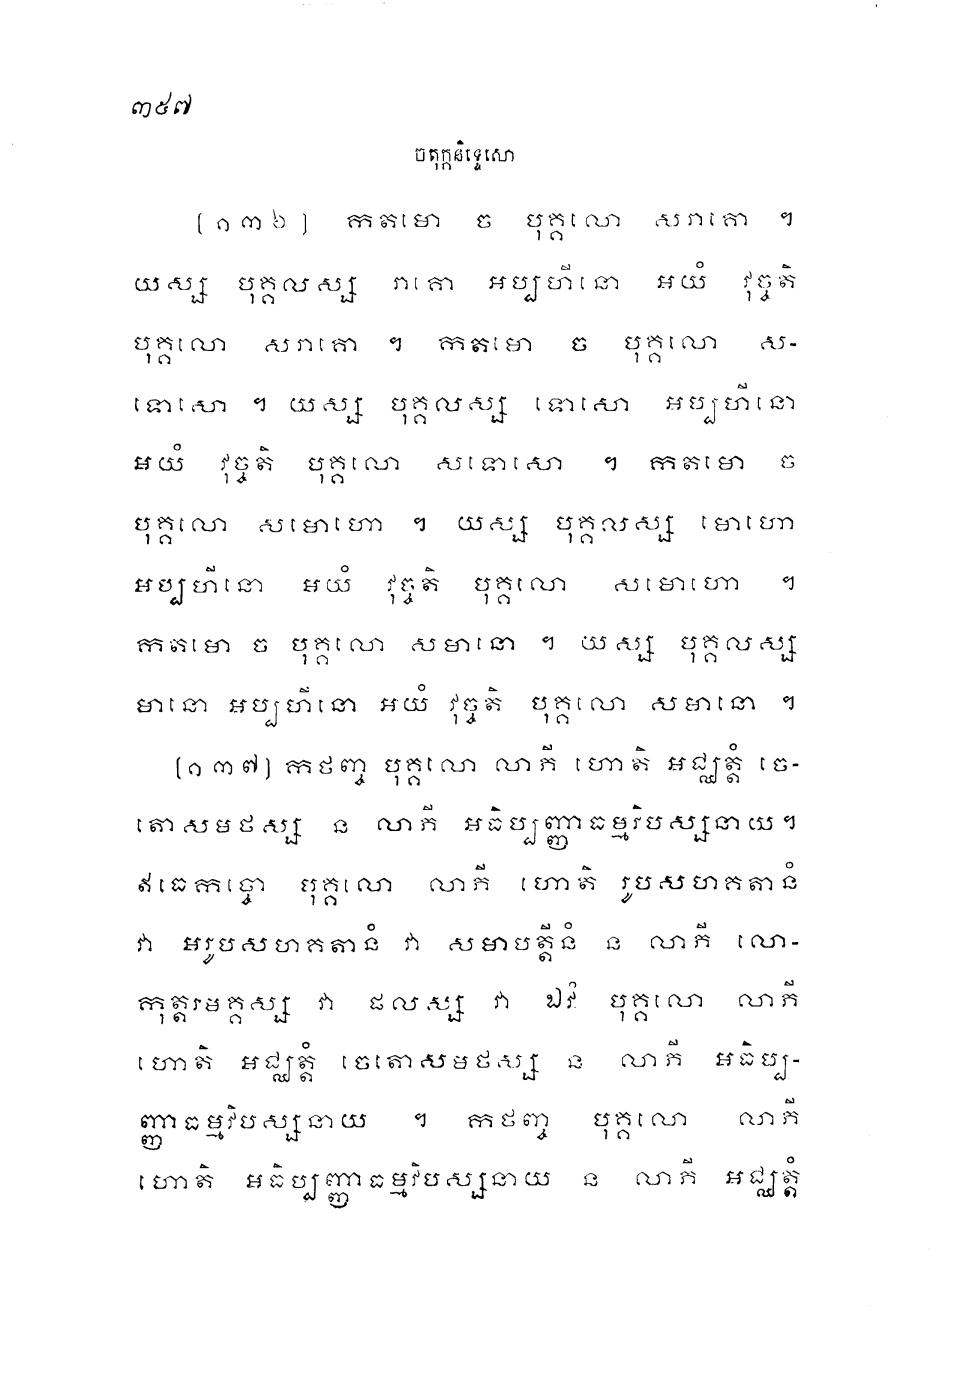 ៣៥៧
ចតុក្កនិទ្ទេសោ
[១៣៦] កតមោ ច បុគ្គលោ សរាគោ ។
យស្ស បុគ្គលស្ស រាគោ អប្បហីនោ អយំ វុច្ចតិ
បុគ្គលោ សរាគោ ។ កតមោ ច បុគ្គលោ ស-
ទោសោ ។ យស្ស បុគ្គលស្ស ទោសោ អប្បហីនោ
អយំ វុច្ចតិ បុគ្គលោ សទោសោ ។ កតមោ ច
បុគ្គលោ សមោហោ ។ យស្ស បុគ្គលស្ស មោហោ
អប្បហីនោ អយំ វុច្ចតិ បុគ្គលោ សមោហោ ។
កតមោ ច បុគ្គលោ សមានោ ។ យស្ស បុគ្គលស្ស
មានោ អប្បហីនោ អយំ វុច្ចតិ បុគ្គលោ សមានោ ។
[១៣៧] កថញ្ច បុគ្គលោ លាភី ហោតិ អជ្ឈត្តំ ចេ-
តោសមថស្ស ន លាភី អធិប្បញ្ញាធម្មវិបស្សនាយ។
ឥធេកច្ចោ បុគ្គលោ លាភី ហោតិ រូបសហគតានំ
វា អរូបសហគតានំ វា សមាបត្តីនំ ន លាភី លោ-
កុត្តរមគ្គស្ស វា ផលស្ស វា ឯវំ បុគ្គលោ លាភី
ហោតិ អជ្ឈត្តំ ចេតោសមថស្ស ន លាភី អធិប្ប-
ញ្ញាធម្មវិបស្សនាយ ។ កថញ្ច បុគ្គលោ លាភី
ហោតិ អធិប្បញ្ញាធម្មវិបស្សនាយ ន លាភី អជ្ឈត្តំ